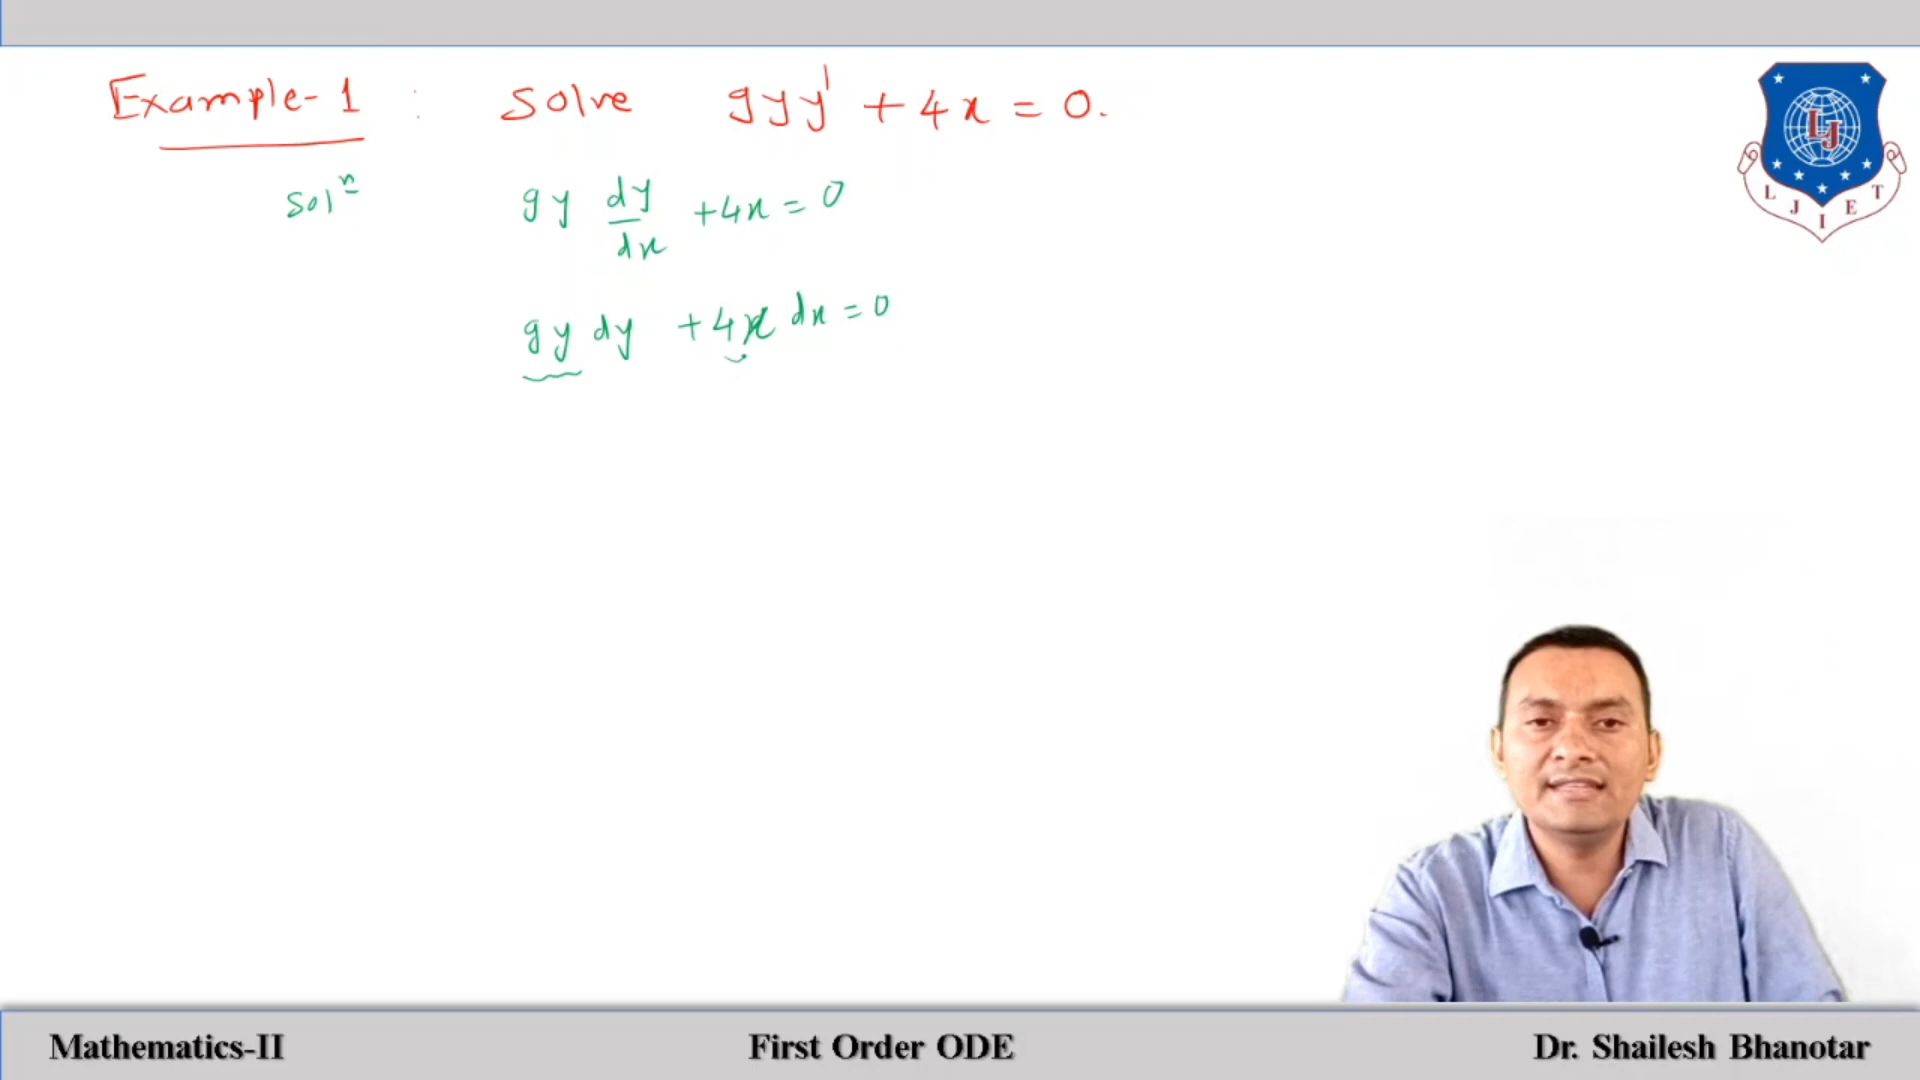 Example-1 : Solve 9yy' + 4x = 0.
Solⁿ 9y dy/dx + 4x = 0
9y dy + 4x dx = 0
LJ
L J I E T
Mathematics-II First Order ODE Dr. Shailesh Bhanotar